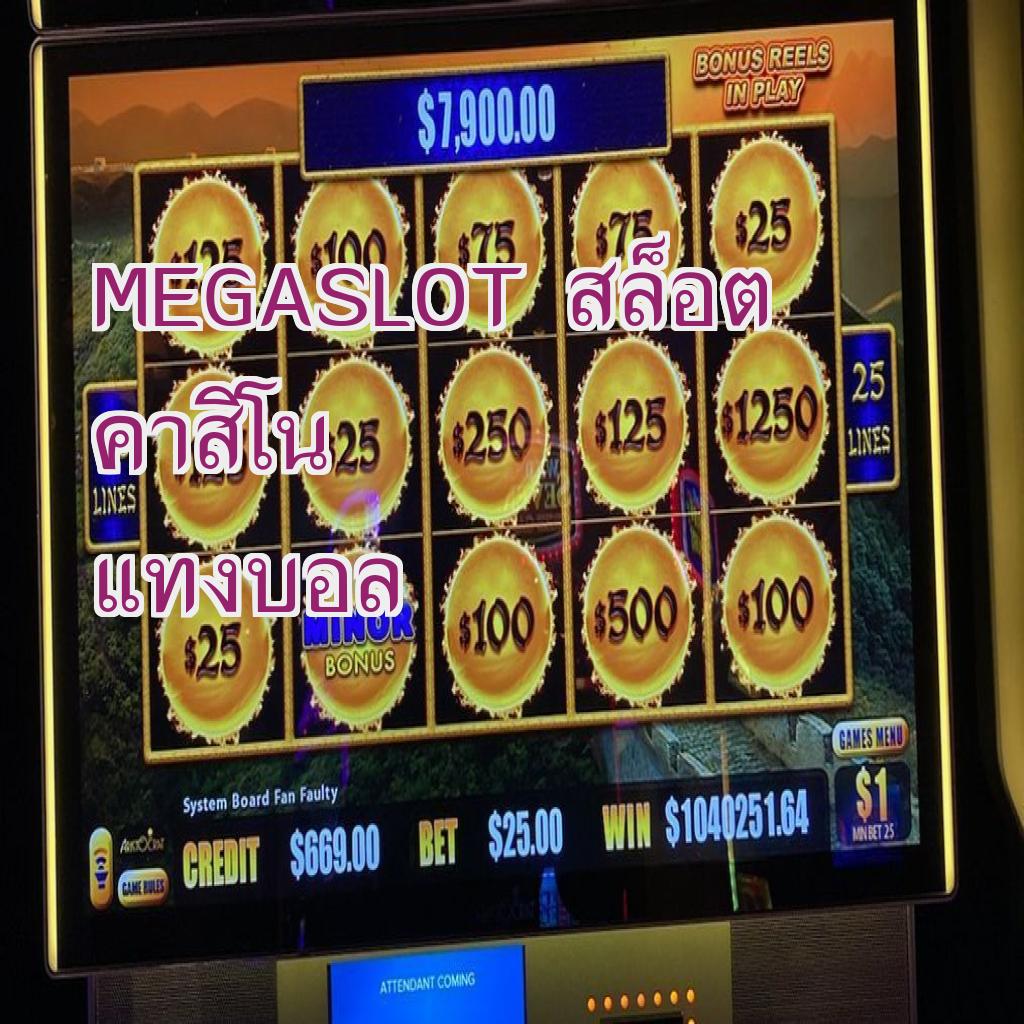 BONUS REELS
IN PLAY
$7,900.00
$125 $100 $75 $75 $25
MEGASLOT สล็อต
คาสิโน
$25 $250 $125 $1250
25
LINES
LINES
แทงบอล
$25 MINOR
BONUS $100 $500 $100
GAMES MENU
System Board Fan Faulty
CREDIT $669.00 BET $25.00 WIN $1040251.64
$1
MIN BET 25
ARISTOCRAT
GAME RULES
ATTENDANT COMING